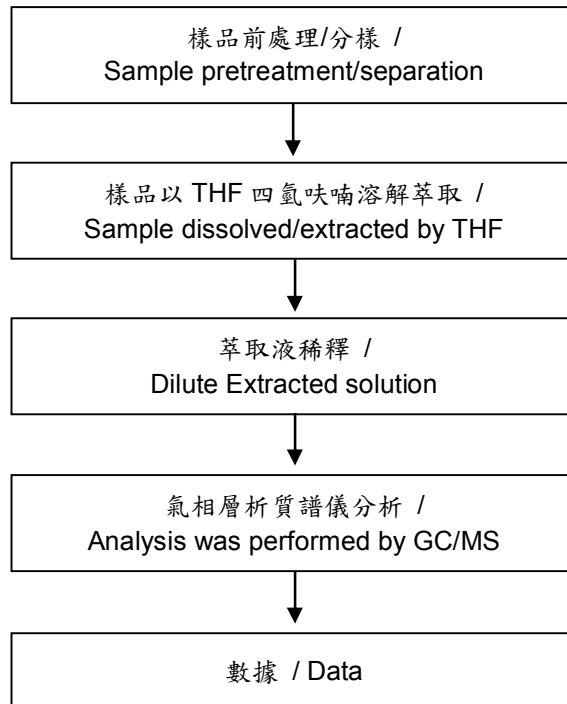 樣品前處理/分樣 /
Sample pretreatment/separation
樣品以 THF 四氫呋喃溶解萃取 /
Sample dissolved/extracted by THF
萃取液稀釋 /
Dilute Extracted solution
氣相層析質譜儀分析 /
Analysis was performed by GC/MS
數據 / Data